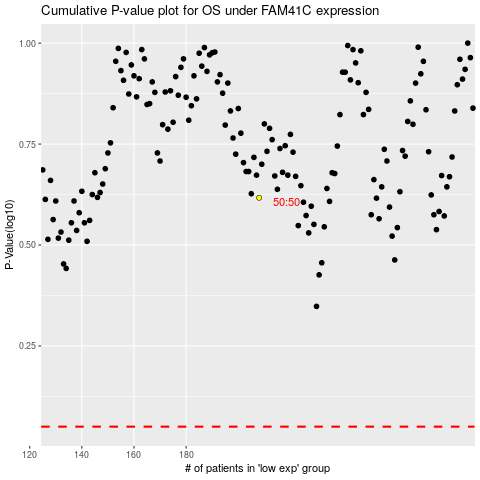 Cumulative P-value plot for OS under FAM41C expression
P-Value(log10)
1.00
0.75
0.50
0.25
50:50
120 140 160 180
# of patients in 'low exp' group